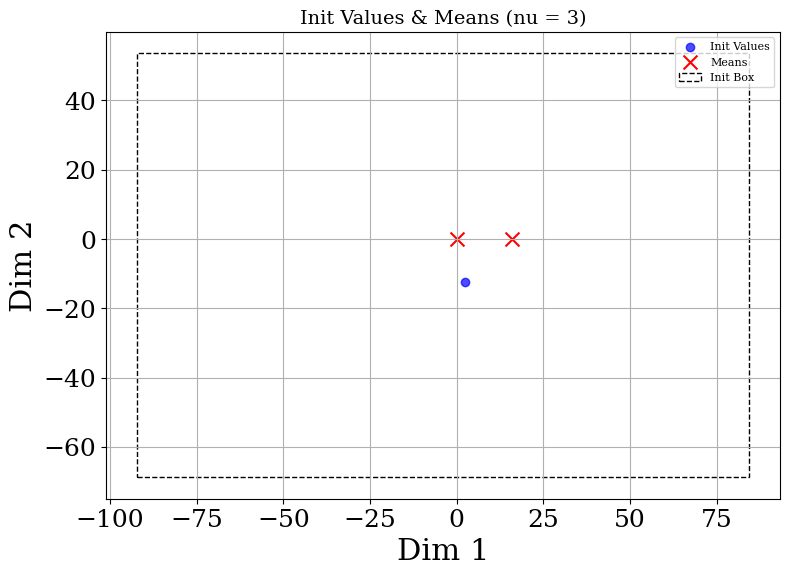 Init Values & Means (nu = 3)
Init Values
Means
Init Box
40
20
0
−20
−40
−60
Dim 2
−100 −75 −50 −25 0 25 50 75
Dim 1